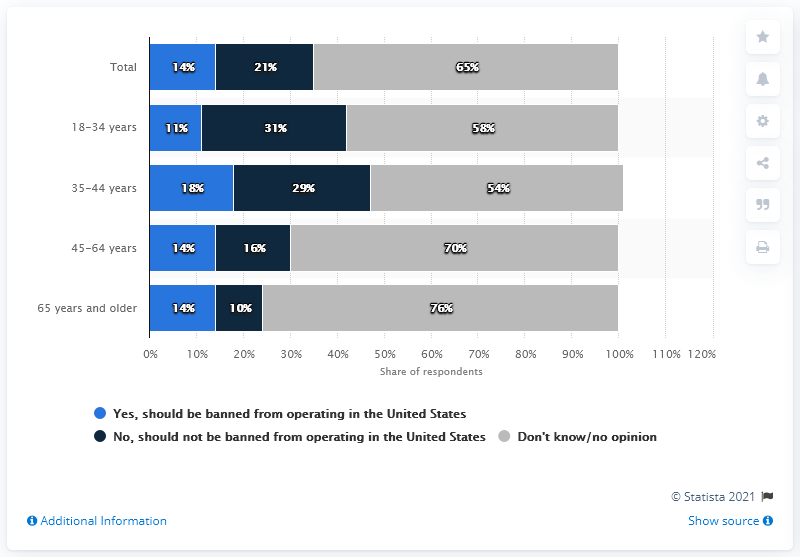 Total 14% 21% 65%
18-34 years 11% 31% 58%
35-44 years 18% 29% 54%
45-64 years 14% 16% 70%
65 years and older 14% 10% 76%
0% 10% 20% 30% 40% 50% 60% 70% 80% 90% 100% 110% 120%
Share of respondents
Yes, should be banned from operating in the United States
No, should not be banned from operating in the United States Don't know/no opinion
© Statista 2021
Additional Information Show source